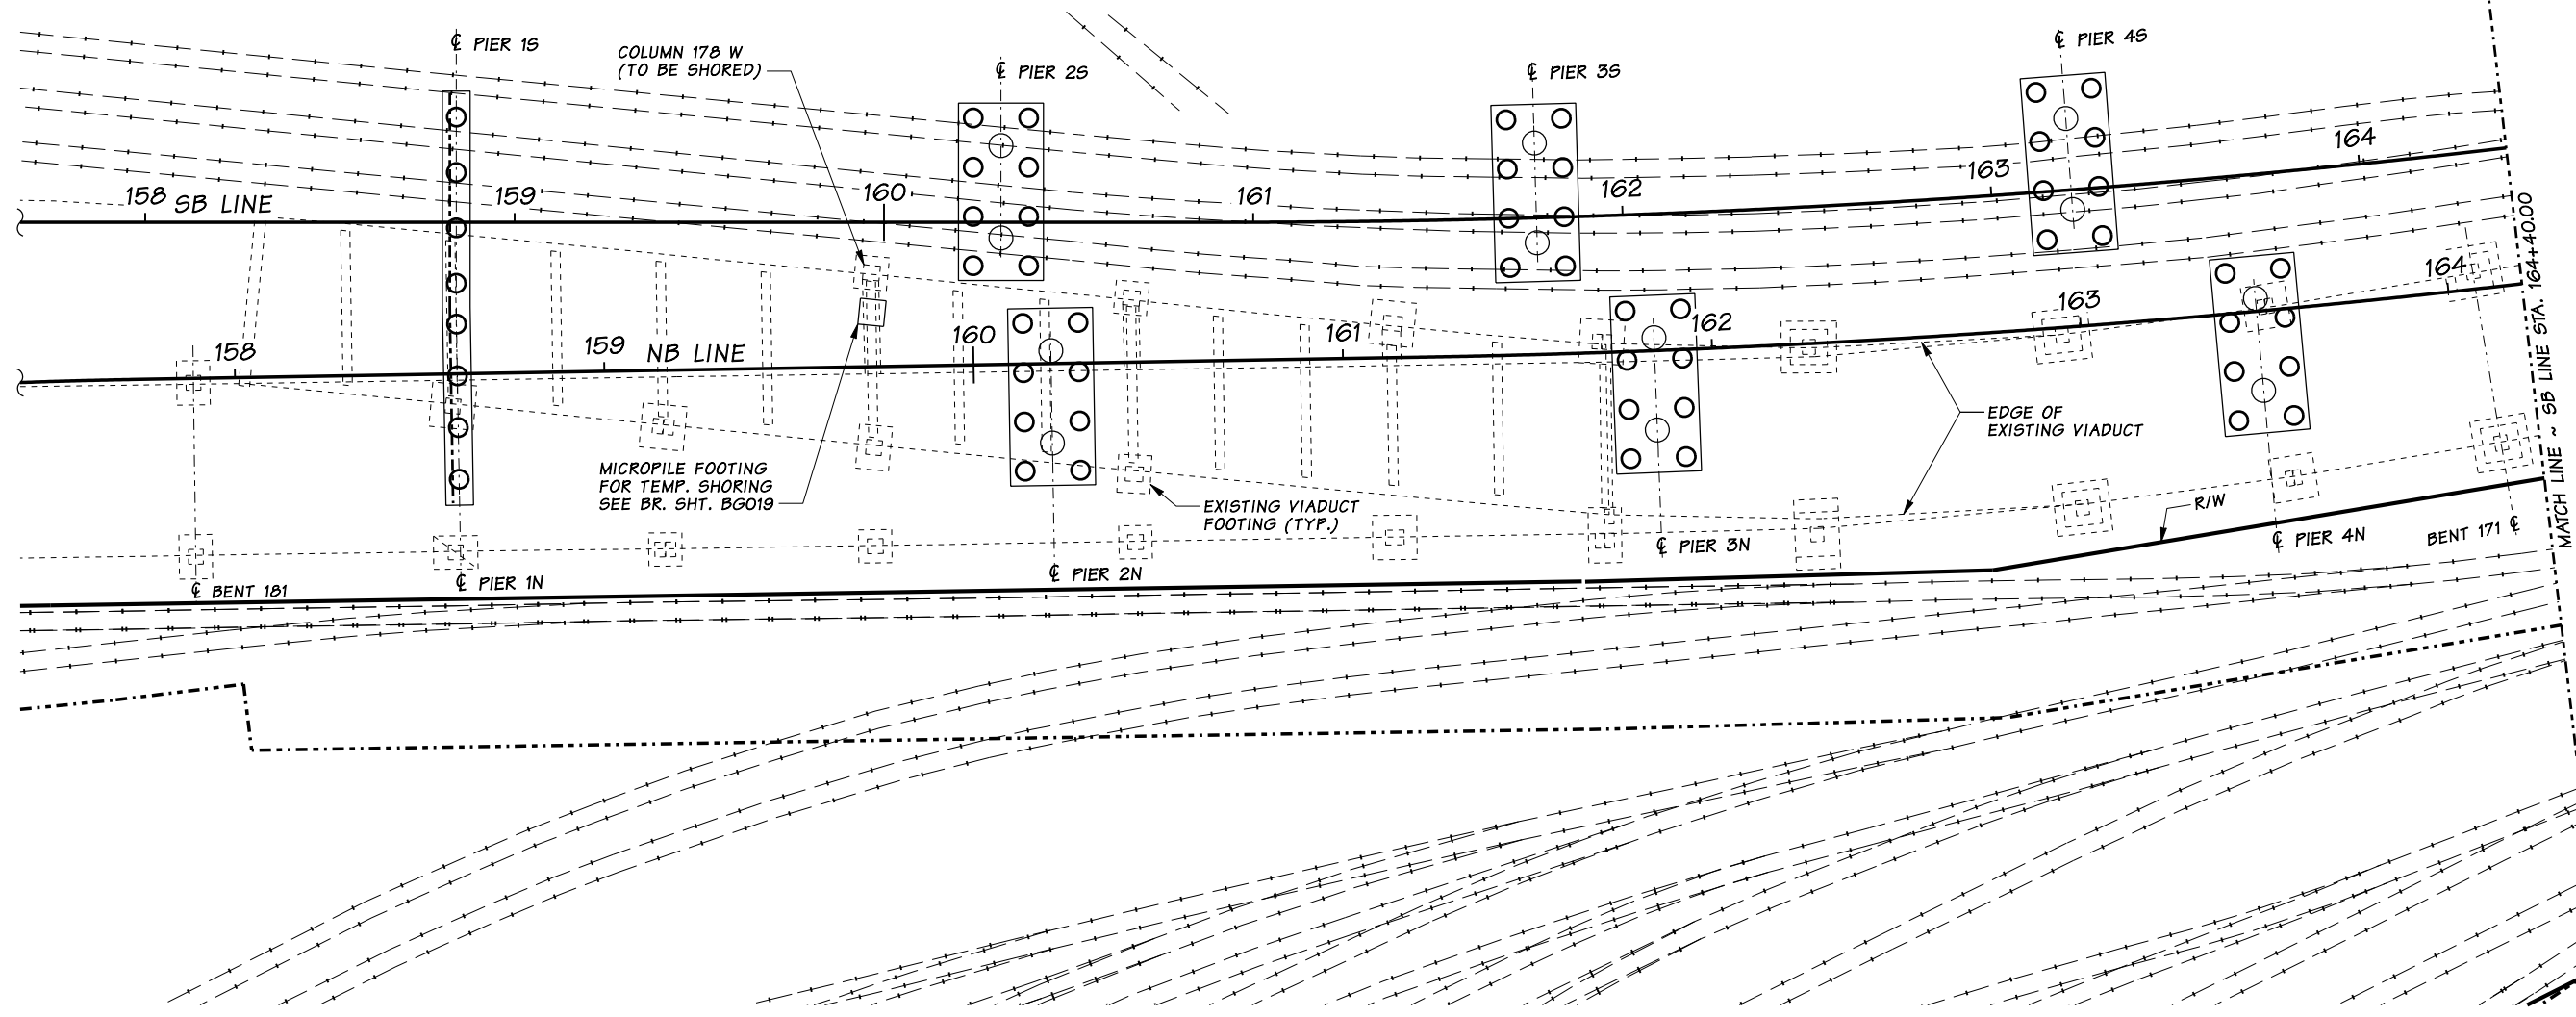 ℄ PIER 1S
COLUMN 178 W
(TO BE SHORED)
℄ PIER 2S
℄ PIER 3S
℄ PIER 4S
158 SB LINE
159
160
161
162
163
164
158
159
NB LINE
160
161
162
163
164
MICROPILE FOOTING
FOR TEMP. SHORING
SEE BR. SHT. BG019
EXISTING VIADUCT
FOOTING (TYP.)
EDGE OF
EXISTING VIADUCT
R/W
℄ BENT 181
℄ PIER 1N
℄ PIER 2N
℄ PIER 3N
℄ PIER 4N
BENT 171 ℄
MATCH LINE ~ SB LINE STA. 164+40.00